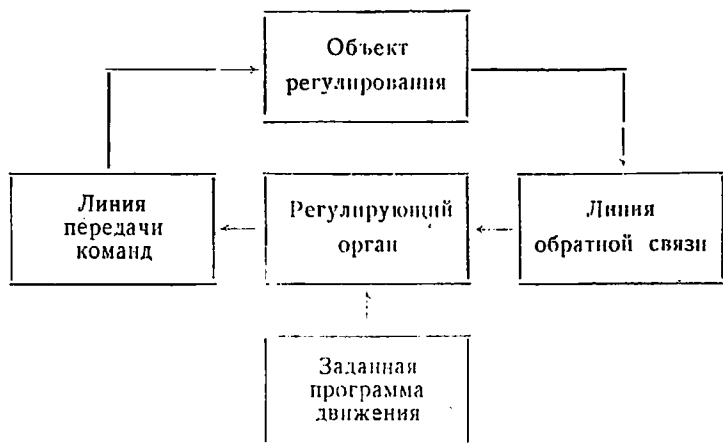 Объект
регулирования
Линия
передачи
команд
Регулирующий
орган
Линия
обратной связи
Заданная
программа
движения